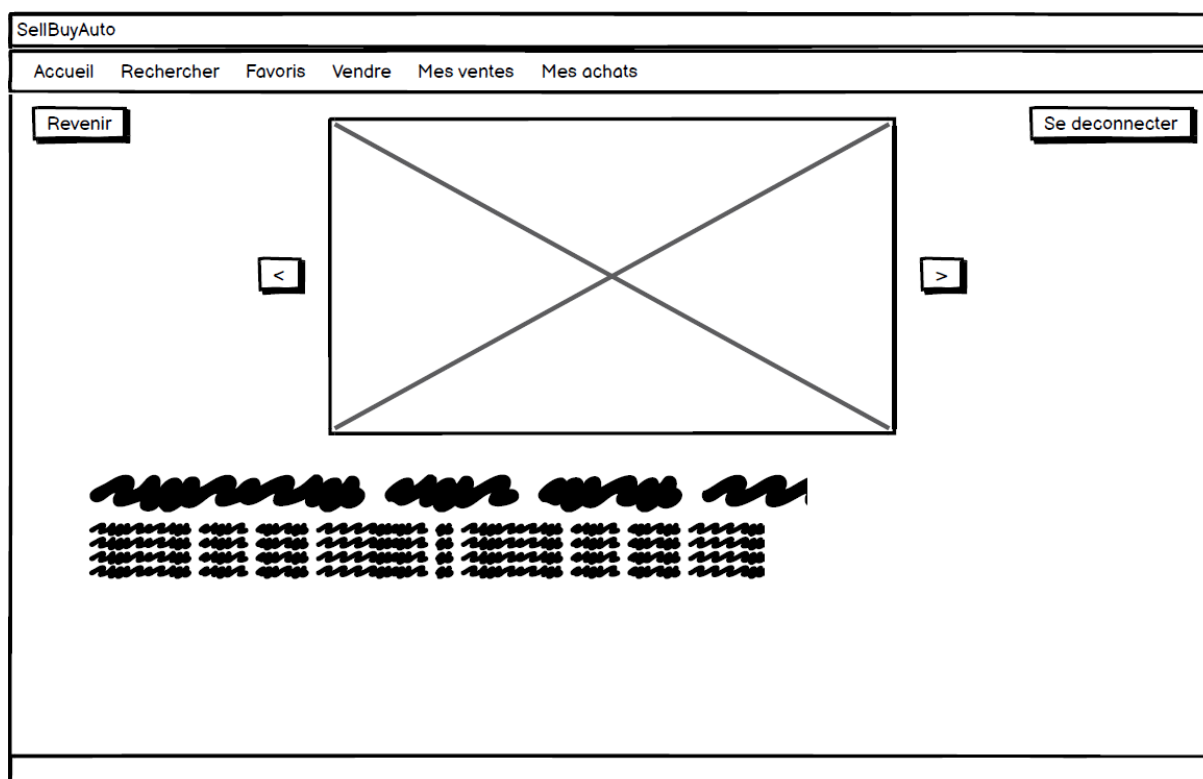 SellBuyAuto
Accueil Rechercher Favoris Vendre Mes ventes Mes achats
Revenir
Se deconnecter
<
>